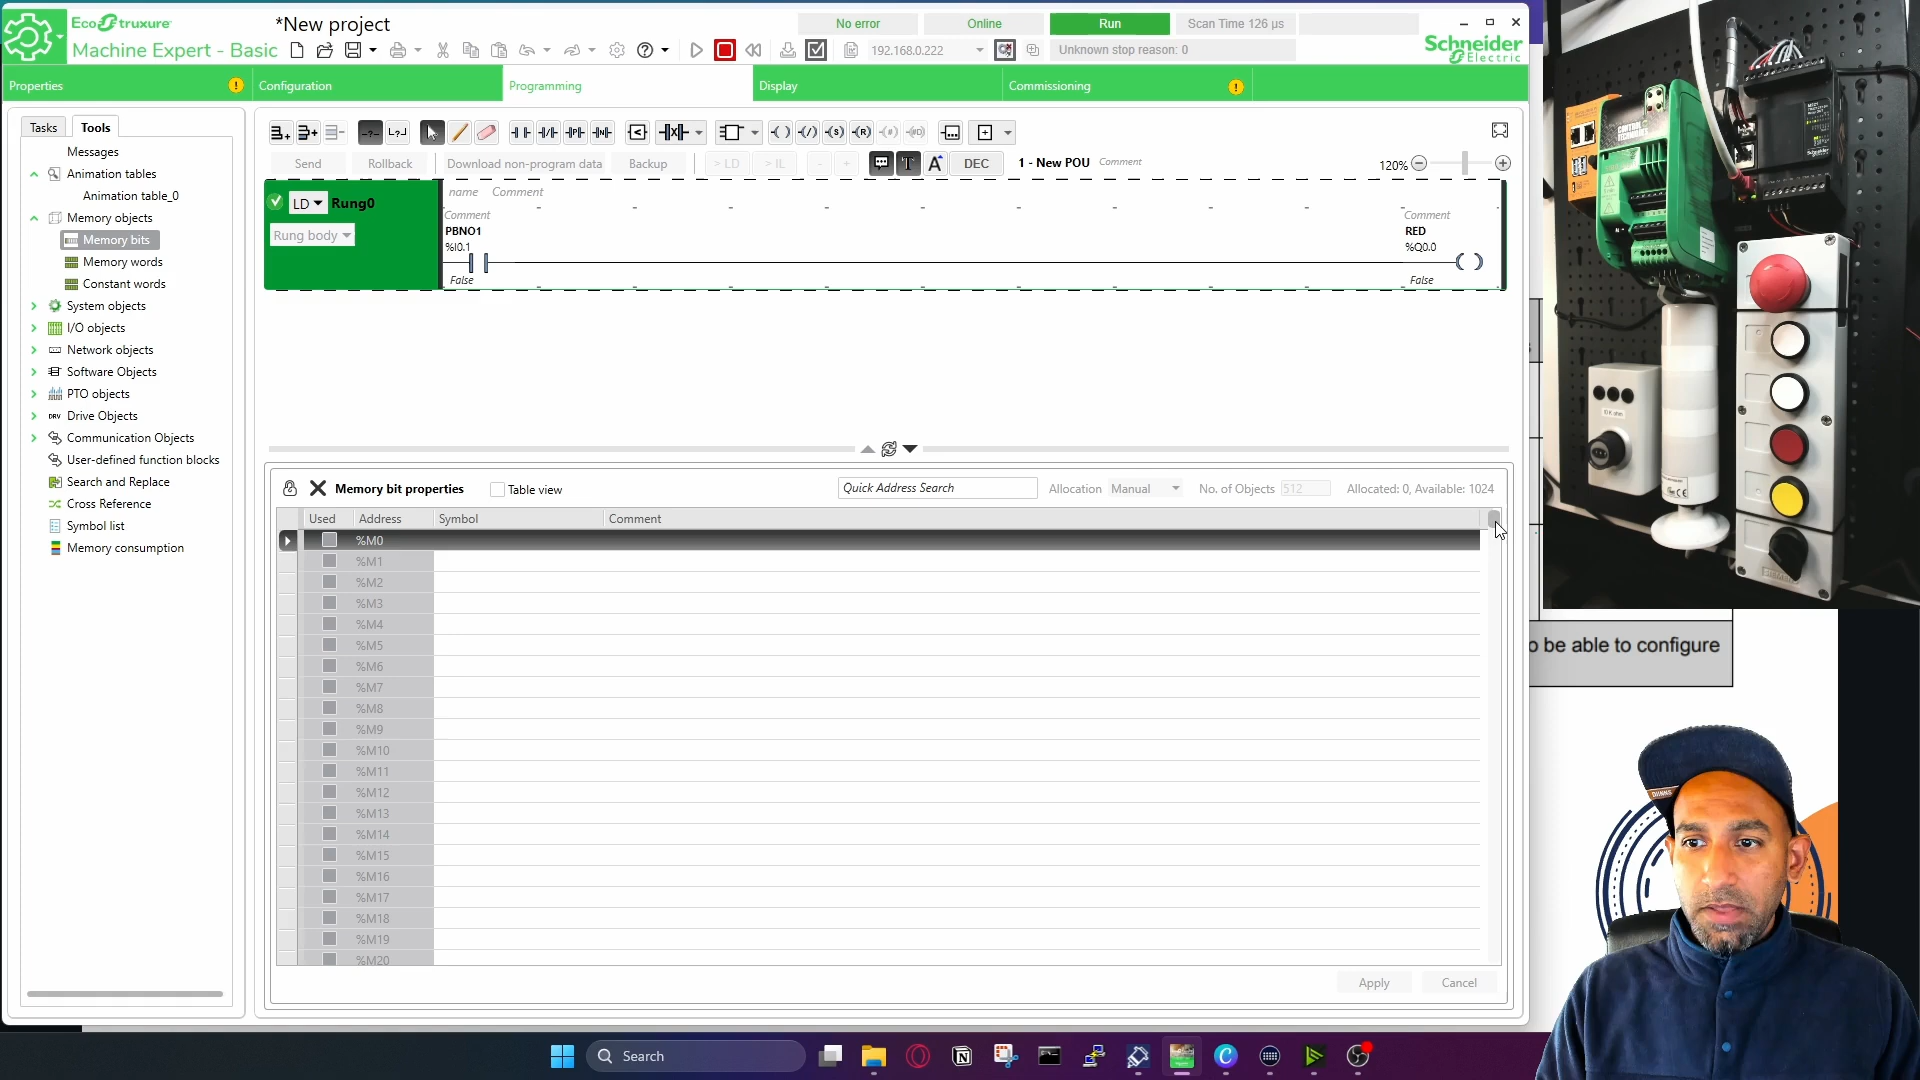 EcoStruxure
Machine Expert - Basic
*New project
No error
Online
Run
Scan Time 126 µs
192.168.0.222
Unknown stop reason: 0
Schneider
Electric
Properties
Configuration
Programming
Display
Commissioning
Tasks
Tools
Messages
Animation tables
Animation table_0
Memory objects
Memory bits
Memory words
Constant words
System objects
I/O objects
Network objects
Software Objects
PTO objects
Drive Objects
DRV
Communication Objects
User-defined function blocks
Search and Replace
Cross Reference
Symbol list
Memory consumption
Send
Rollback
Download non-program data
Backup
> LD
> IL
-
+
DEC
1 - New POU
Comment
120%
LD
Rung0
Rung body
name
Comment
Comment
PBNO1
%I0.1
False
Comment
RED
%Q0.0
False
Memory bit properties
Table view
Quick Address Search
Allocation
Manual
No. of Objects
512
Allocated: 0, Available: 1024
Used
Address
Symbol
Comment
%M0
%M1
%M2
%M3
%M4
%M5
%M6
%M7
%M8
%M9
%M10
%M11
%M12
%M13
%M14
%M15
%M16
%M17
%M18
%M19
%M20
Apply
Cancel
o be able to configure
Search